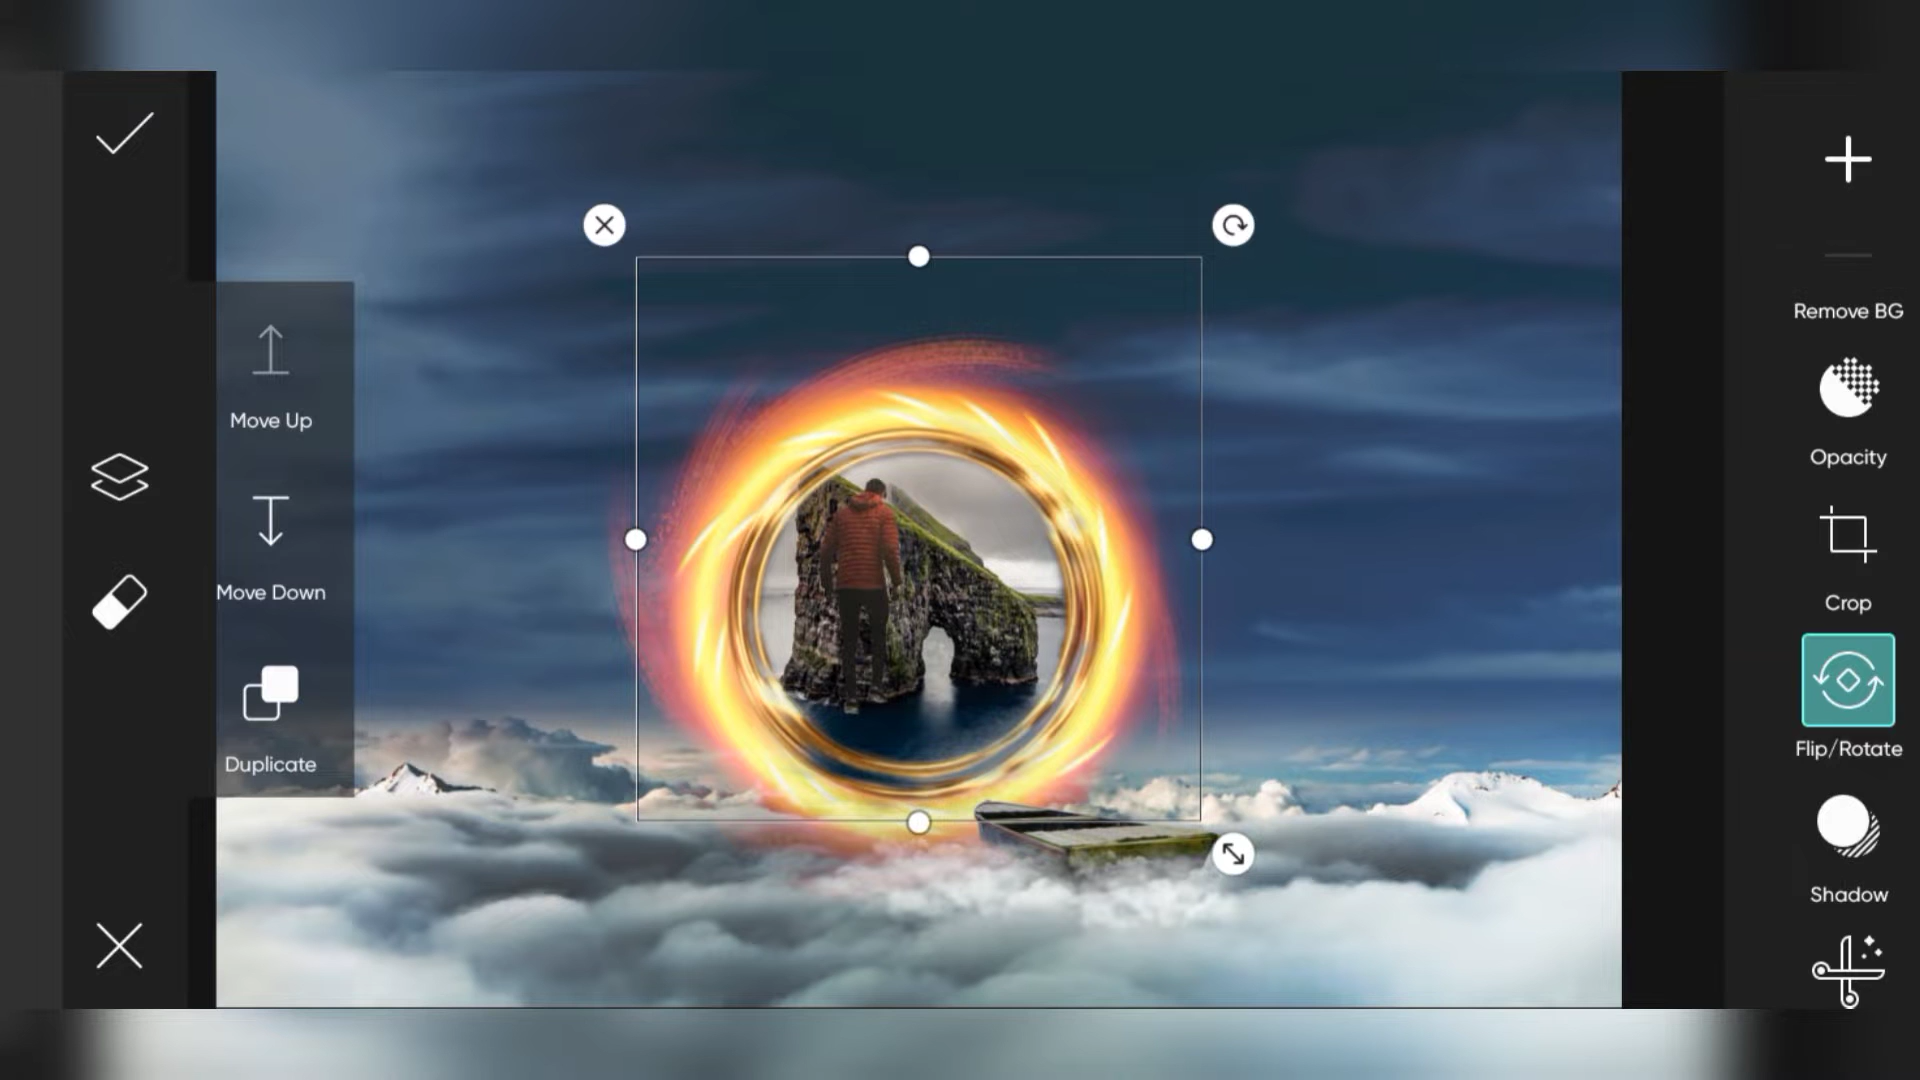 Move Up
Move Down
Duplicate
Remove BG
Opacity
Crop
Flip/Rotate
Shadow